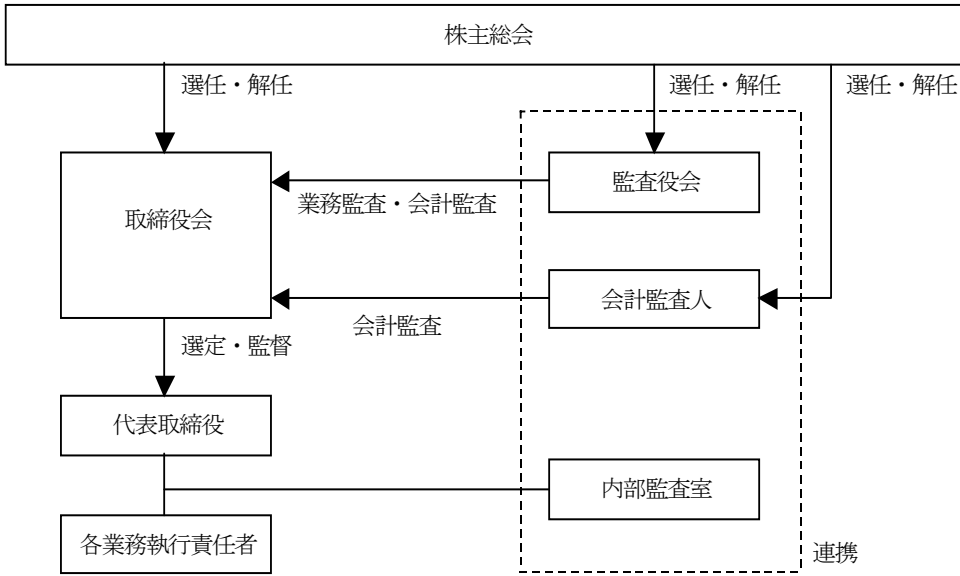 株主総会
選任・解任
選任・解任
選任・解任
監査役会
業務監査・会計監査
取締役会
会計監査人
会計監査
選定・監督
代表取締役
内部監査室
各業務執行責任者
連携